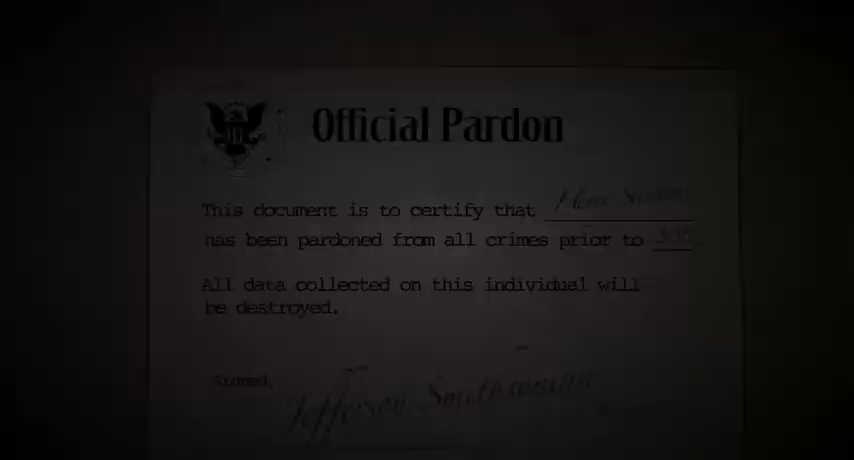 Official Pardon
This document is to certify that
has been pardoned from all crimes prior to
All data collected on this individual will
be destroyed.
Signed,
Jefferson